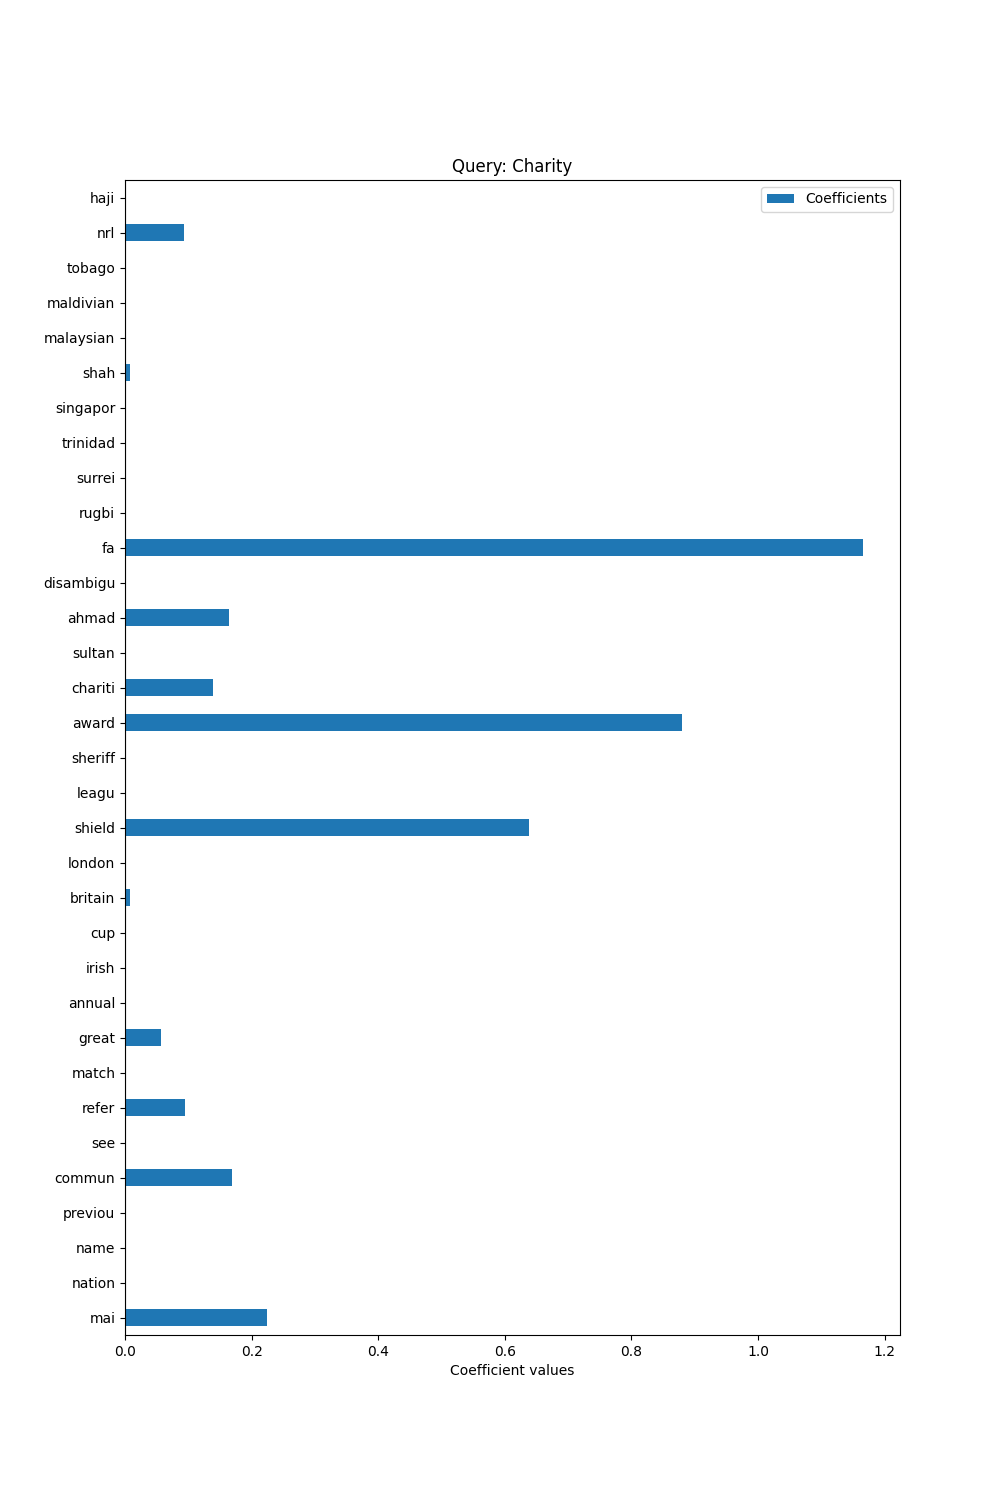 Query: Charity
Coefficients
haji
nrl
tobago
maldivian
malaysian
shah
singapor
trinidad
surrei
rugbi
fa
disambigu
ahmad
sultan
chariti
award
sheriff
leagu
shield
london
britain
cup
irish
annual
great
match
refer
see
commun
previou
name
nation
mai
0.0 0.2 0.4 0.6 0.8 1.0 1.2
Coefficient values